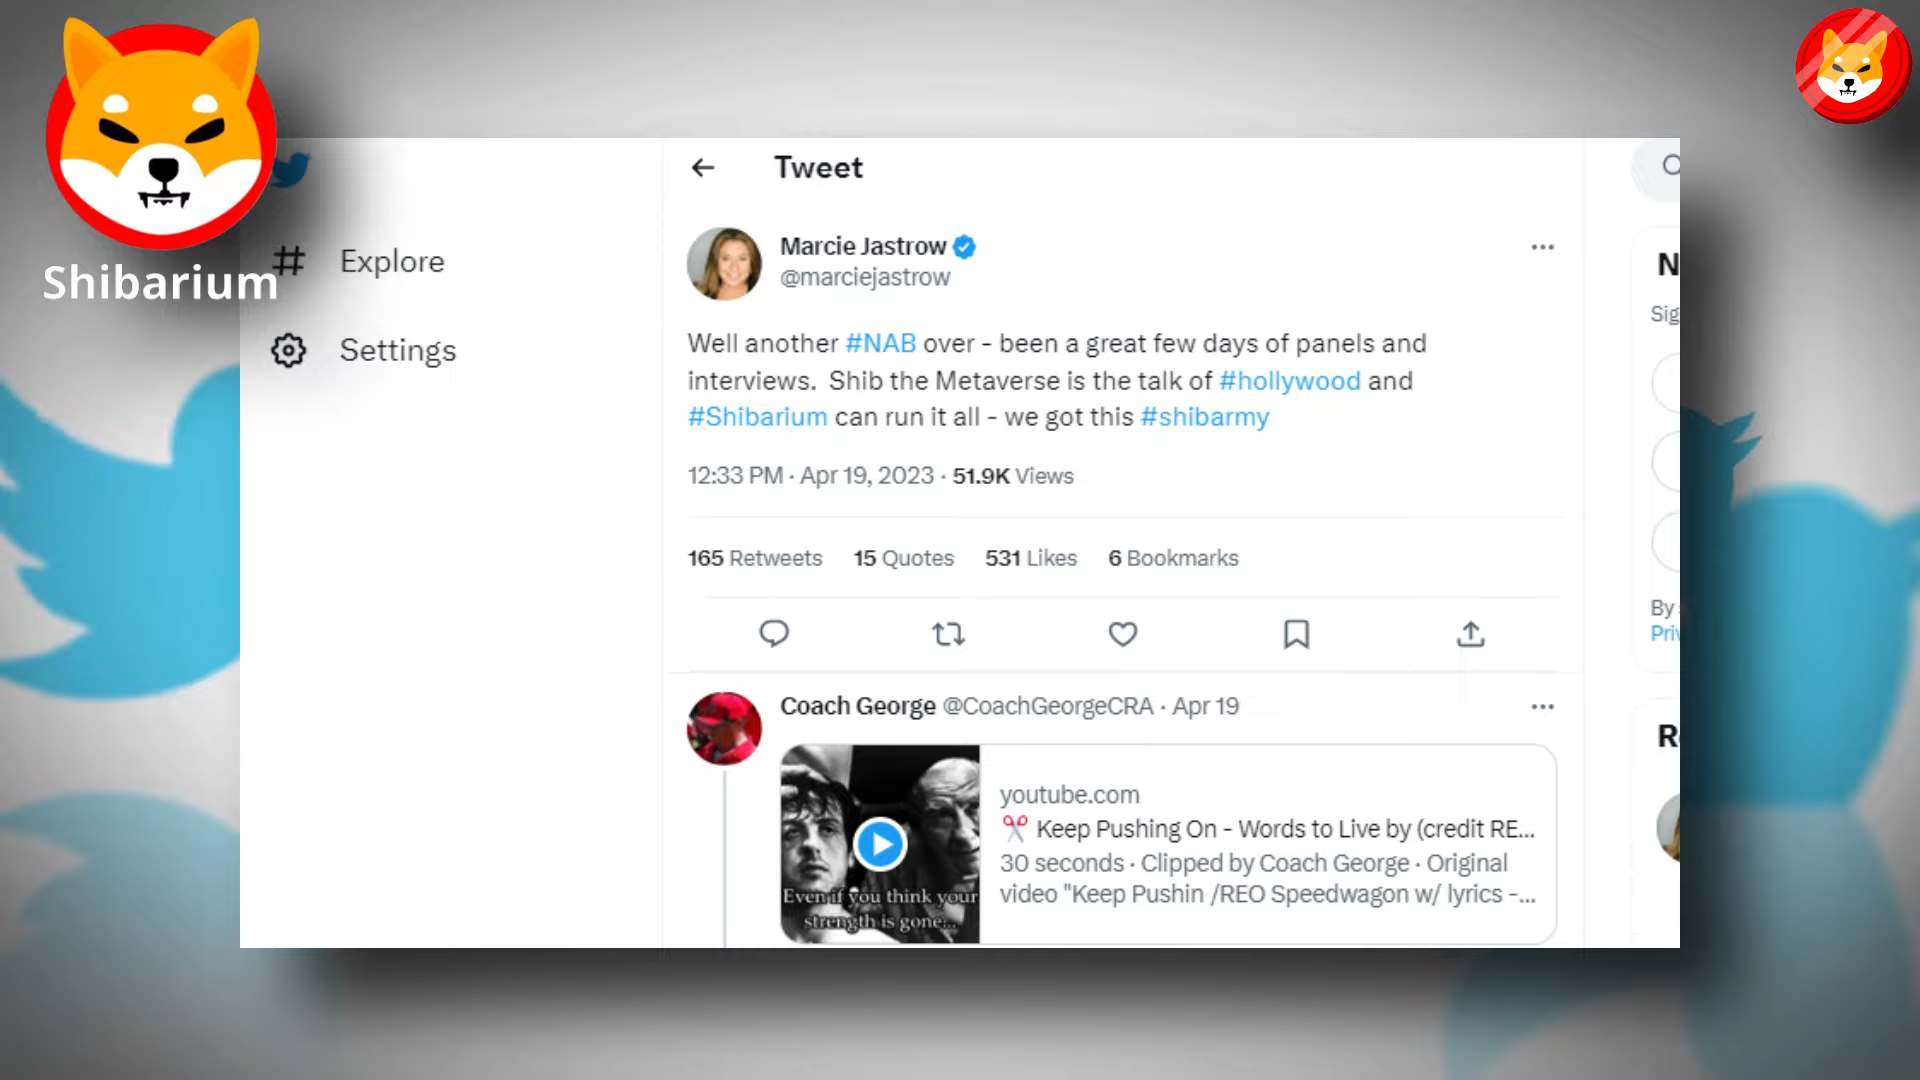 Shibarium
Explore
Settings
Tweet
Marcie Jastrow
@marciejastrow
Well another #NAB over - been a great few days of panels and
interviews.  Shib the Metaverse is the talk of #hollywood and
#Shibarium can run it all - we got this #shibarmy
12:33 PM · Apr 19, 2023 · 51.9K Views
165 Retweets 15 Quotes 531 Likes 6 Bookmarks
Coach George @CoachGeorgeCRA · Apr 19
Even if you think your
strength is gone...
youtube.com
✂️ Keep Pushing On - Words to Live by (credit RE...
30 seconds · Clipped by Coach George · Original
video "Keep Pushin /REO Speedwagon w/ lyrics -...
N
Sig
By
Priv
R